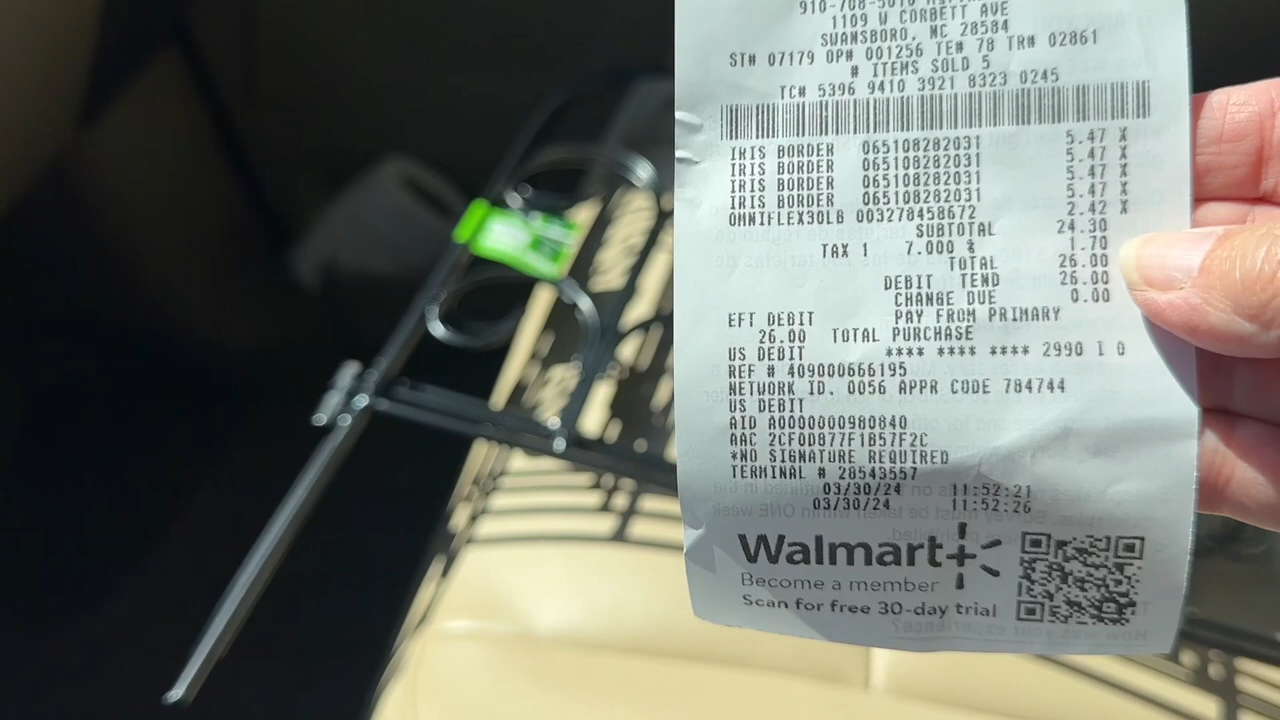 1109 W CORBETT AVE
SWANSBORO, NC 28584
ST# 07179 OP# 001256 TE# 78 TR# 02861
# ITEMS SOLD 5
TC# 5396 9410 3921 8323 0245
IRIS BORDER 065108282031 5.47 X
IRIS BORDER 065108282031 5.47 X
IRIS BORDER 065108282031 5.47 X
IRIS BORDER 065108282031 5.47 X
OMNIFLEX30LB 003278458672 2.42 X
SUBTOTAL 24.30
TAX 1 7.000 % 1.70
TOTAL 26.00
DEBIT TEND 26.00
CHANGE DUE 0.00
EFT DEBIT PAY FROM PRIMARY
26.00 TOTAL PURCHASE
US DEBIT **** **** **** 2990 I 0
REF # 409000666195
NETWORK ID. 0056 APPR CODE 784744
US DEBIT
AID A0000000980840
AAC 2CF0D877F1B57F2C
*NO SIGNATURE REQUIRED
TERMINAL # 28543557
03/30/24 11:52:21
03/30/24 11:52:26
Walmart+
Become a member
Scan for free 30-day trial